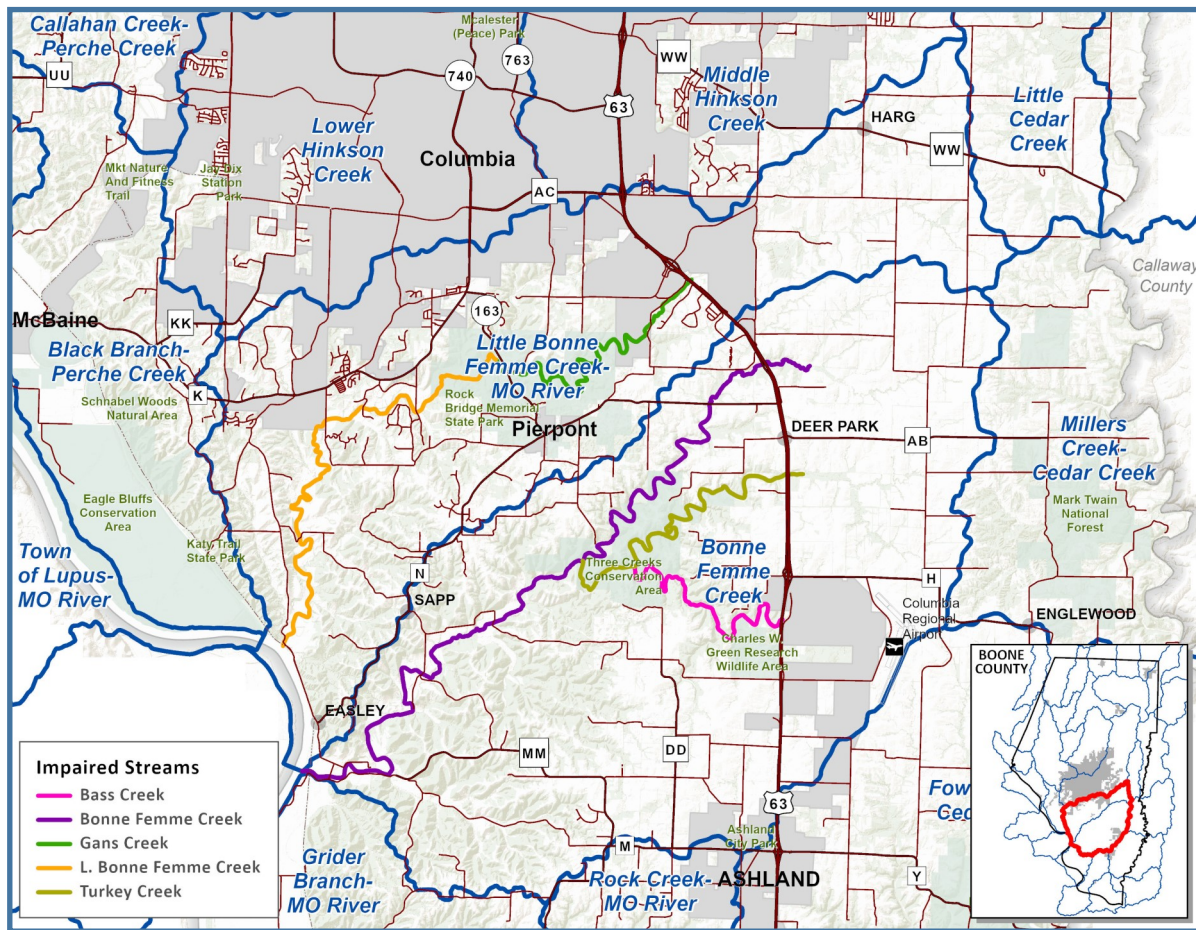 Callahan Creek-
Perche Creek
UU
Mcalester
(Peace) Park
763
740
WW
63
Middle
Hinkson
Creek
HARG
Little
Cedar
Creek
WW
Lower
Hinkson
Creek
Columbia
Mkt Nature
And Fitness
Trail
Jay Dix
Station
Park
AC
Callaway
County
McBaine
KK
163
Black Branch-
Perche Creek
Little Bonne
Femme Creek-
MO River
K
Schnabel Woods
Natural Area
Rock
Bridge Memorial
State Park
Pierpont
DEER PARK
AB
Millers
Creek-
Cedar Creek
Mark Twain
National
Forest
Eagle Bluffs
Conservation
Area
Katy Trail
State Park
Town
of Lupus-
MO River
N
SAPP
Three Creeks
Conservation
Area
Bonne
Femme
Creek
H
Columbia
Regional
Airport
ENGLEWOOD
Charles W.
Green Research
Wildlife Area
EASLEY
MM
DD
63
Fow
Ced
Ashland
City Park
M
Grider
Branch-
MO River
Rock Creek-
MO River
ASHLAND
Y
Impaired Streams
Bass Creek
Bonne Femme Creek
Gans Creek
L. Bonne Femme Creek
Turkey Creek
BOONE
COUNTY